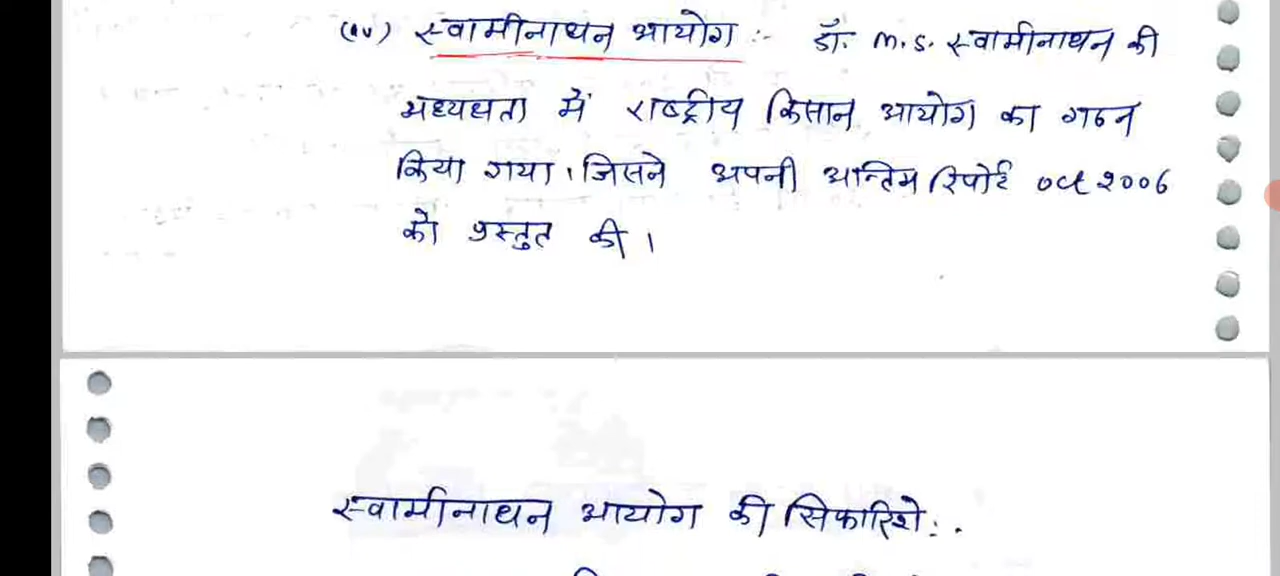 (iv) स्वामीनाथन आयोग :- डॉ. M.S. स्वामीनाथन की
अध्यक्षता में राष्ट्रीय किसान आयोग का गठन
किया गया, जिसने अपनी अन्तिम रिपोर्ट Oct 2006
को प्रस्तुत की।
स्वामीनाथन आयोग की सिफारिशे :-